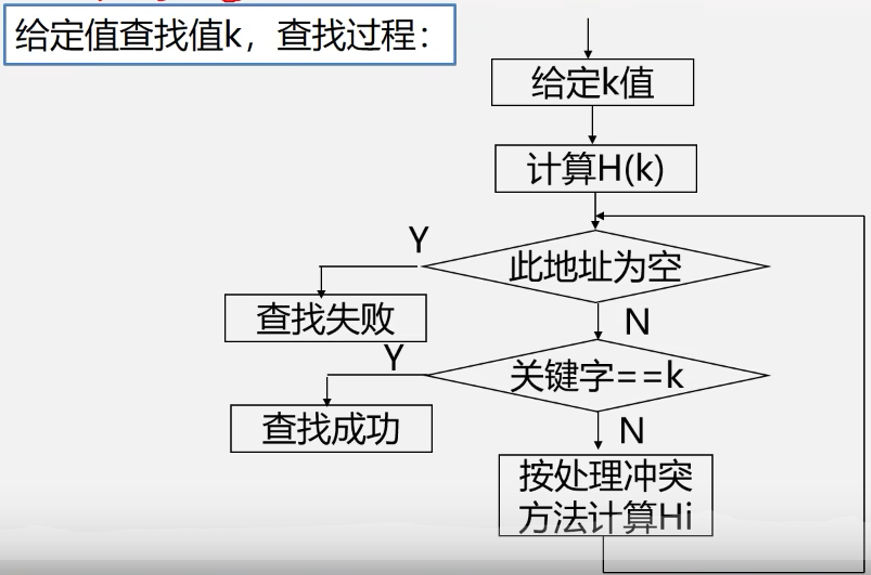 给定值查找值k，查找过程：
给定k值
计算H(k)
Y
此地址为空
查找失败
N
Y
关键字==k
查找成功
N
按处理冲突
方法计算Hi